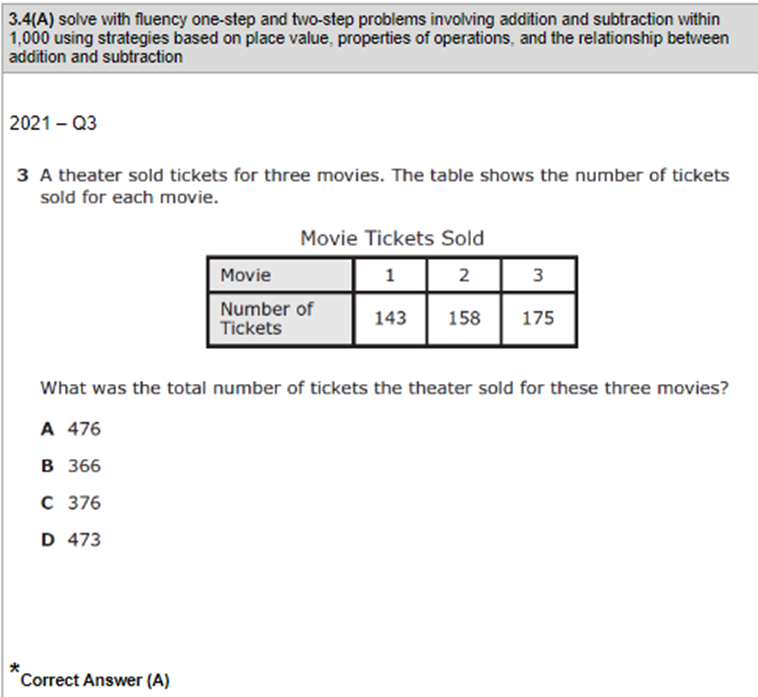 3.4(A) solve with fluency one-step and two-step problems involving addition and subtraction within
1,000 using strategies based on place value, properties of operations, and the relationship between
addition and subtraction
2021 – Q3
3 A theater sold tickets for three movies. The table shows the number of tickets
sold for each movie.
Movie Tickets Sold
Movie 1 2 3
Number of
Tickets 143 158 175
What was the total number of tickets the theater sold for these three movies?
A 476
B 366
C 376
D 473
*Correct Answer (A)